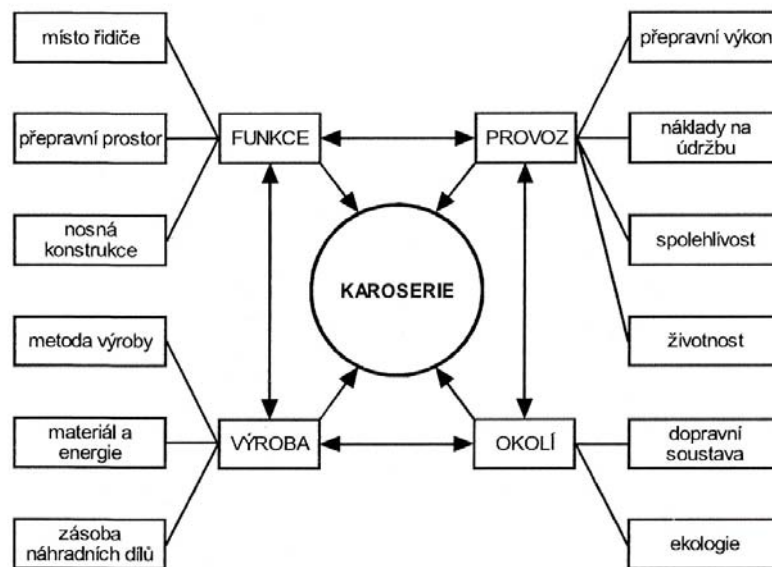 místo řidiče
přepravní výkon
přepravní prostor
FUNKCE
PROVOZ
náklady na
údržbu
nosná
konstrukce
spolehlivost
KAROSERIE
metoda výroby
životnost
materiál a
energie
VÝROBA
OKOLÍ
dopravní
soustava
zásoba
náhradních dílů
ekologie